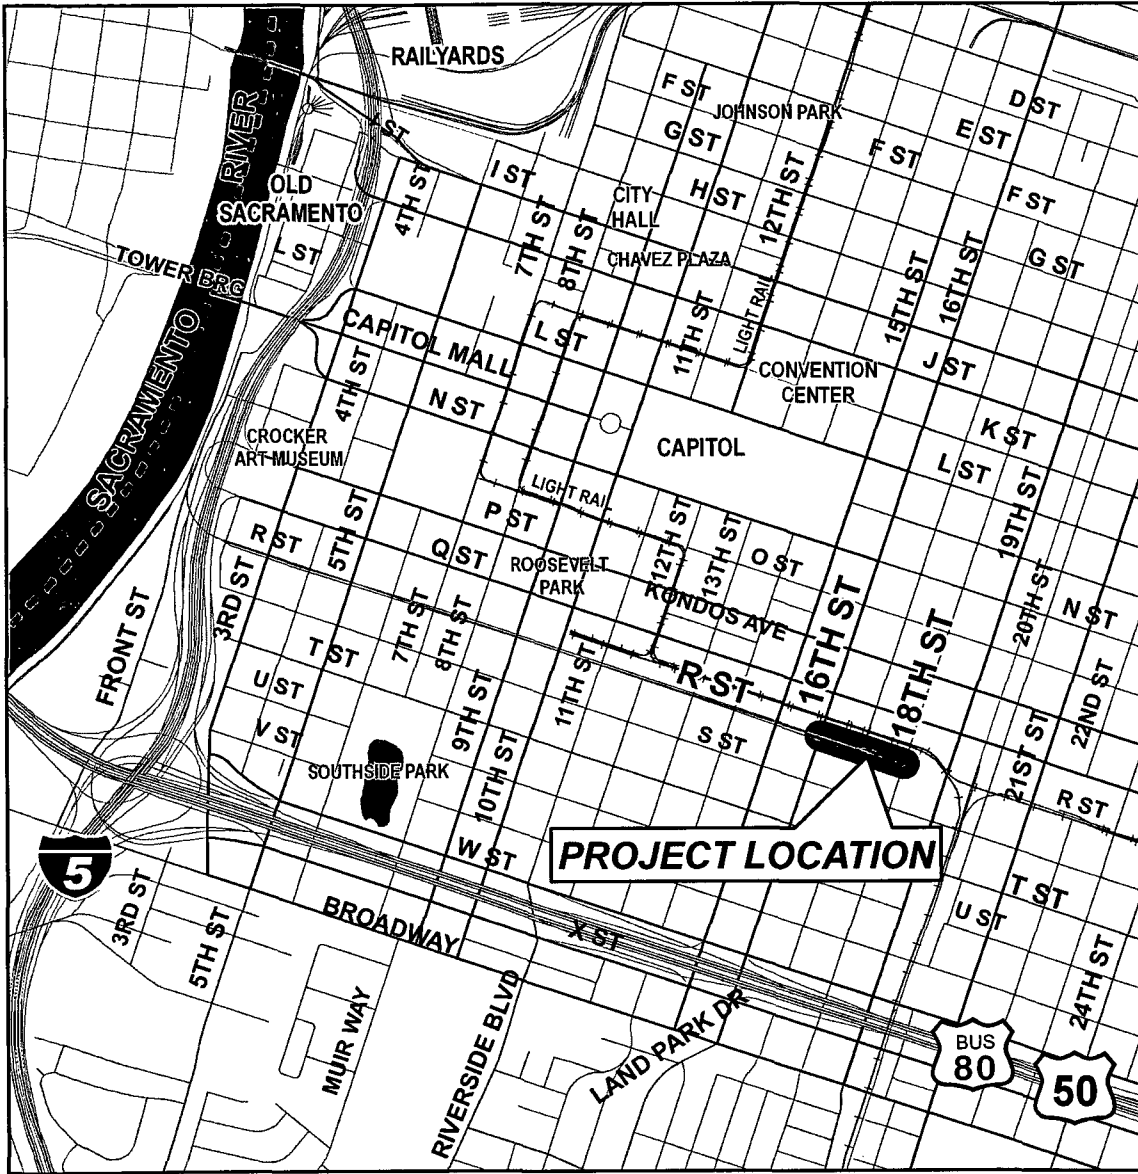 RAILYARDS
F ST
JOHNSON PARK
D ST
G ST
E ST
I ST
F ST
I ST
12TH ST
OLD
SACRAMENTO
4TH ST
CITY
HALL
H ST
F ST
RIVER
7TH ST
8TH ST
CHAVEZ PLAZA
G ST
L ST
TOWER BRG
15TH ST
16TH ST
LIGHT RAIL
11TH ST
CAPITOL MALL
L ST
J ST
CONVENTION
CENTER
SACRAMENTO
4TH ST
N ST
K ST
CROCKER
ART MUSEUM
CAPITOL
L ST
19TH ST
LIGHT RAIL
P ST
5TH ST
12TH ST
13TH ST
R ST
Q ST
O ST
ROOSEVELT
PARK
KONDOS AVE
20TH ST
N ST
3RD ST
FRONT ST
7TH ST
8TH ST
16TH ST
18TH ST
T ST
11TH ST
R ST
22ND ST
U ST
9TH ST
S ST
V ST
21ST ST
SOUTHSIDE PARK
10TH ST
R ST
W ST
PROJECT LOCATION
5
T ST
3RD ST
BROADWAY
X ST
U ST
5TH ST
24TH ST
MUIR WAY
RIVERSIDE BLVD
LAND PARK DR
BUS
80
50